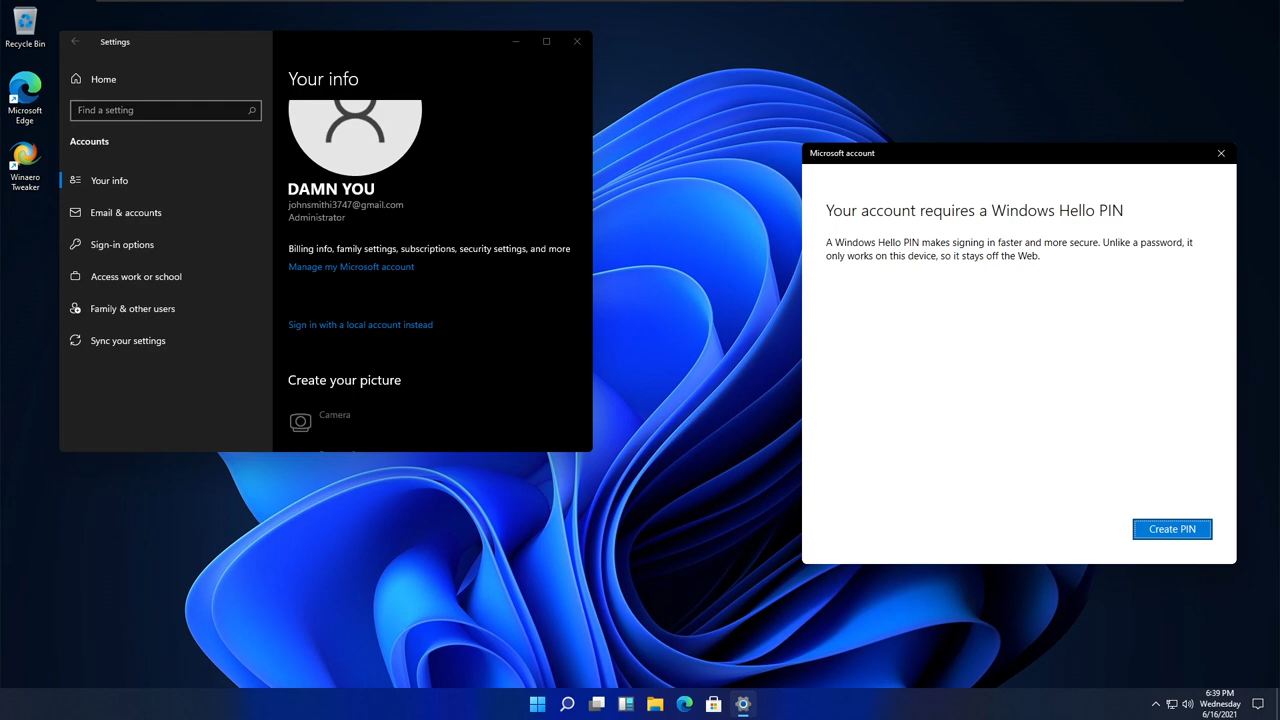 Recycle Bin
Microsoft
Edge
Winaero
Tweaker
Settings
Home
Find a setting
Accounts
Your info
Email & accounts
Sign-in options
Access work or school
Family & other users
Sync your settings
Your info
DAMN YOU
johnsmithi3747@gmail.com
Administrator
Billing info, family settings, subscriptions, security settings, and more
Manage my Microsoft account
Sign in with a local account instead
Create your picture
Camera
Microsoft account
Your account requires a Windows Hello PIN
A Windows Hello PIN makes signing in faster and more secure. Unlike a password, it
only works on this device, so it stays off the Web.
Create PIN
6:39 PM
Wednesday
6/16/2021